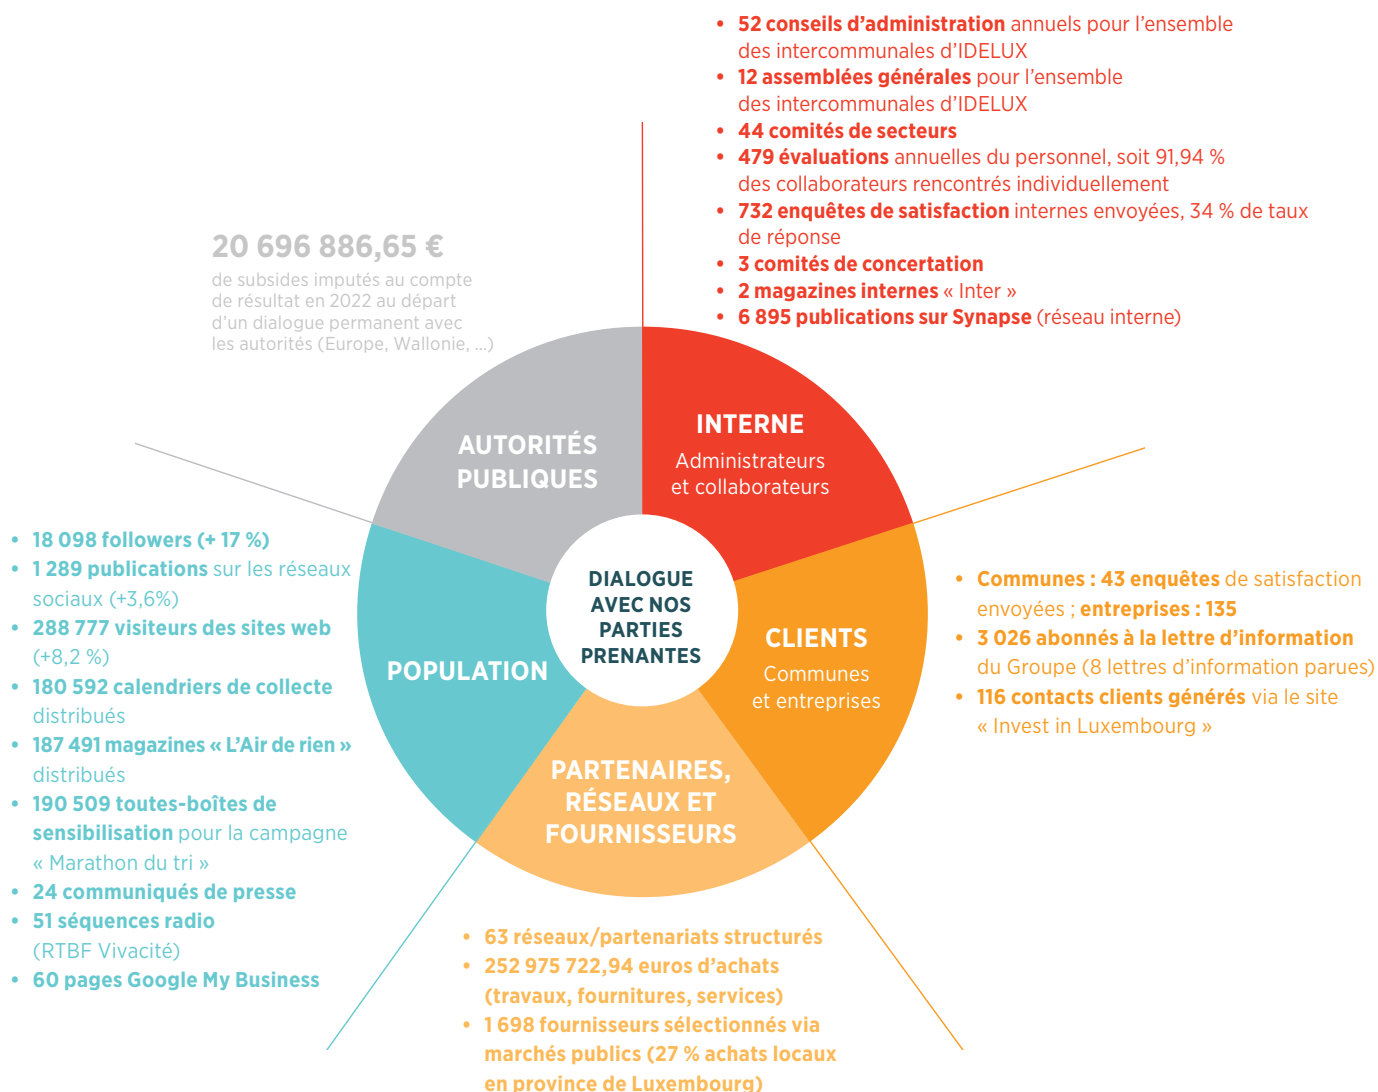 • 52 conseils d’administration annuels pour l’ensemble
des intercommunales d’IDELUX
• 12 assemblées générales pour l’ensemble
des intercommunales d’IDELUX
• 44 comités de secteurs
• 479 évaluations annuelles du personnel, soit 91,94 %
des collaborateurs rencontrés individuellement
• 732 enquêtes de satisfaction internes envoyées, 34 % de taux
de réponse
• 3 comités de concertation
• 2 magazines internes « Inter »
• 6 895 publications sur Synapse (réseau interne)
20 696 886,65 €
de subsides imputés au compte
de résultat en 2022 au départ
d’un dialogue permanent avec
les autorités (Europe, Wallonie, ...)
AUTORITÉS
PUBLIQUES
INTERNE
Administrateurs
et collaborateurs
DIALOGUE
AVEC NOS
PARTIES
PRENANTES
POPULATION
CLIENTS
Communes
et entreprises
PARTENAIRES,
RÉSEAUX ET
FOURNISSEURS
• 18 098 followers (+ 17 %)
• 1 289 publications sur les réseaux
sociaux (+3,6%)
• 288 777 visiteurs des sites web
(+8,2 %)
• 180 592 calendriers de collecte
distribués
• 187 491 magazines « L’Air de rien »
distribués
• 190 509 toutes-boîtes de
sensibilisation pour la campagne
« Marathon du tri »
• 24 communiqués de presse
• 51 séquences radio
(RTBF Vivacité)
• 60 pages Google My Business
• Communes : 43 enquêtes de satisfaction
envoyées ; entreprises : 135
• 3 026 abonnés à la lettre d’information
du Groupe (8 lettres d’information parues)
• 116 contacts clients générés via le site
« Invest in Luxembourg »
• 63 réseaux/partenariats structurés
• 252 975 722,94 euros d’achats
(travaux, fournitures, services)
• 1 698 fournisseurs sélectionnés via
marchés publics (27 % achats locaux
en province de Luxembourg)